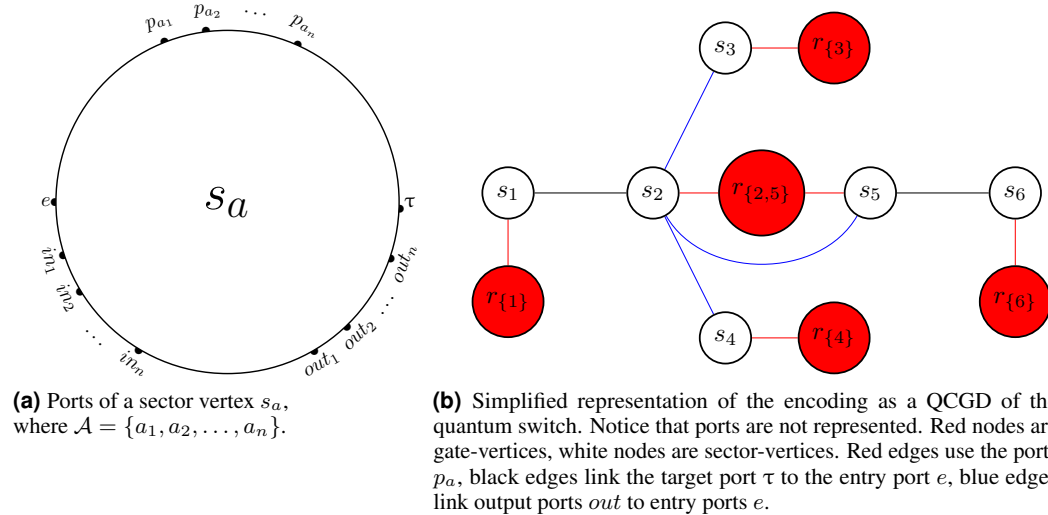 p_{a_1} p_{a_2} ... p_{a_n}
s_a
e τ
in_1 in_2 ... in_n
out_1 out_2 ... out_n
(a) Ports of a sector vertex s_a,
where A = {a_1, a_2, . . . , a_n}.
s_3 r_{3}
s_1 s_2 r_{2,5} s_5 s_6
r_{1} r_{6}
s_4 r_{4}
(b) Simplified representation of the encoding as a QCGD of th
quantum switch. Notice that ports are not represented. Red nodes ar
gate-vertices, white nodes are sector-vertices. Red edges use the port
p_a, black edges link the target port τ to the entry port e, blue edge
link output ports out to entry ports e.